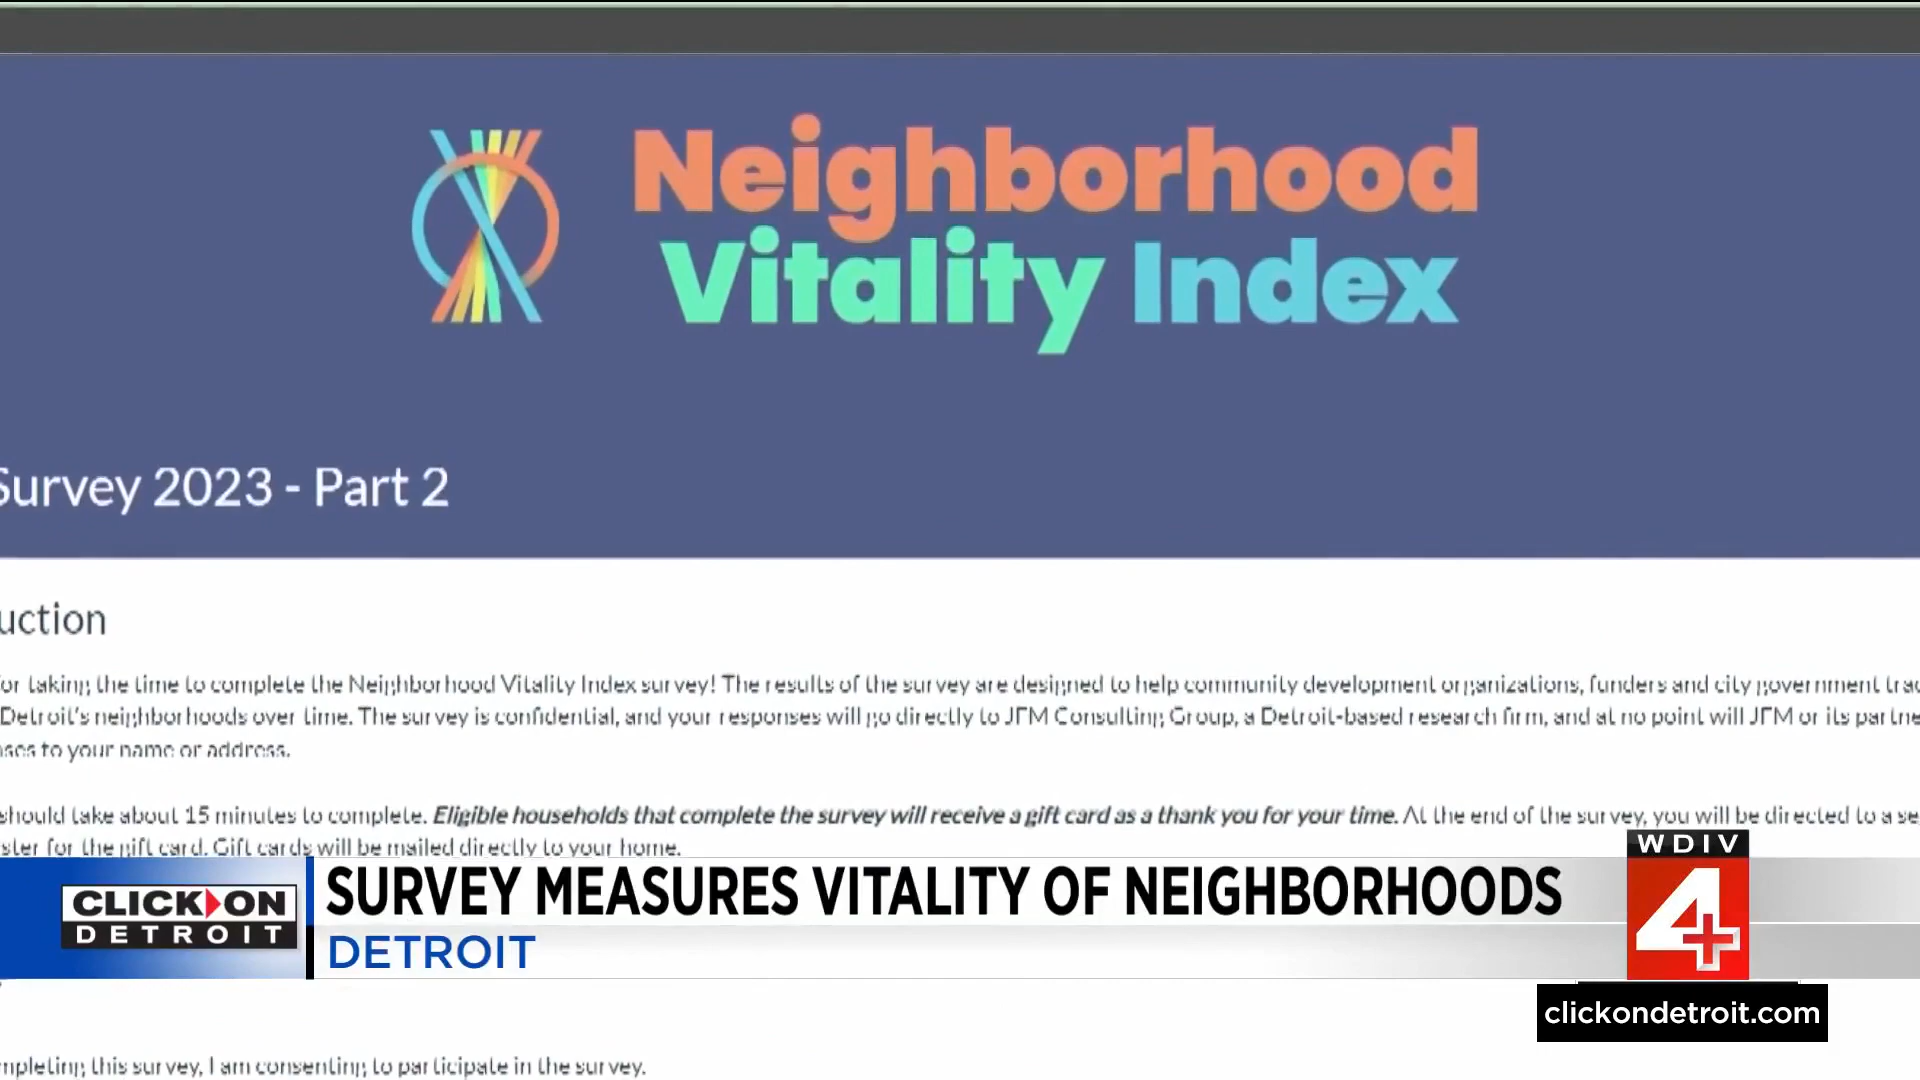 Neighborhood
Vitality Index
Survey 2023 - Part 2
uction
or taking the time to complete the Neighborhood Vitality Index survey! The results of the survey are designed to help community development organizations, funders and city government trac
Detroit's neighborhoods over time. The survey is confidential, and your responses will go directly to JFM Consulting Group, a Detroit-based research firm, and at no point will JFM or its partne
ses to your name or address.
should take about 15 minutes to complete. Eligible households that complete the survey will receive a gift card as a thank you for your time. At the end of the survey, you will be directed to a se
ster for the gift card. Gift cards will be mailed directly to your home.
CLICK ON
DETROIT
SURVEY MEASURES VITALITY OF NEIGHBORHOODS
DETROIT
WDIV
4+
clickondetroit.com
mpleting this survey, I am consenting to participate in the survey.